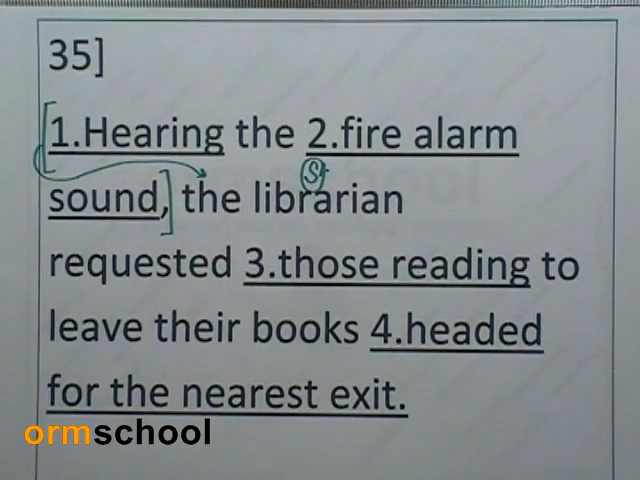 35]
1.Hearing the 2.fire alarm
St
sound, the librarian
requested 3.those reading to
leave their books 4.headed
for the nearest exit.
ormschool